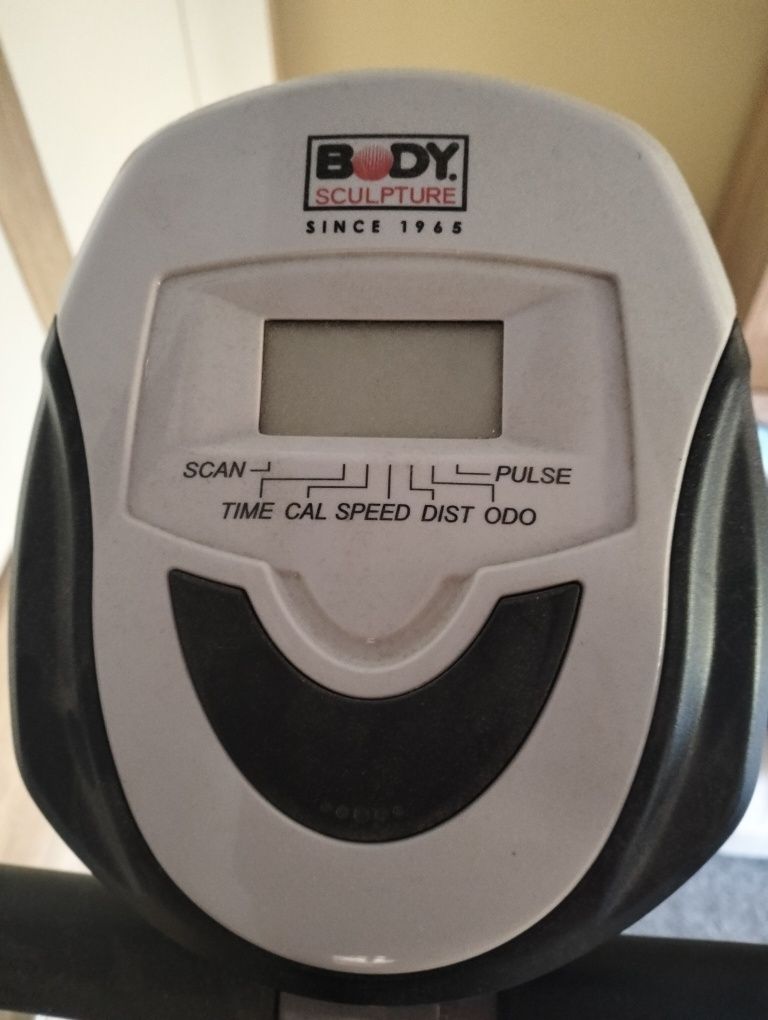 BODY.
SCULPTURE
SINCE 1965
SCAN PULSE
TIME CAL SPEED DIST ODO